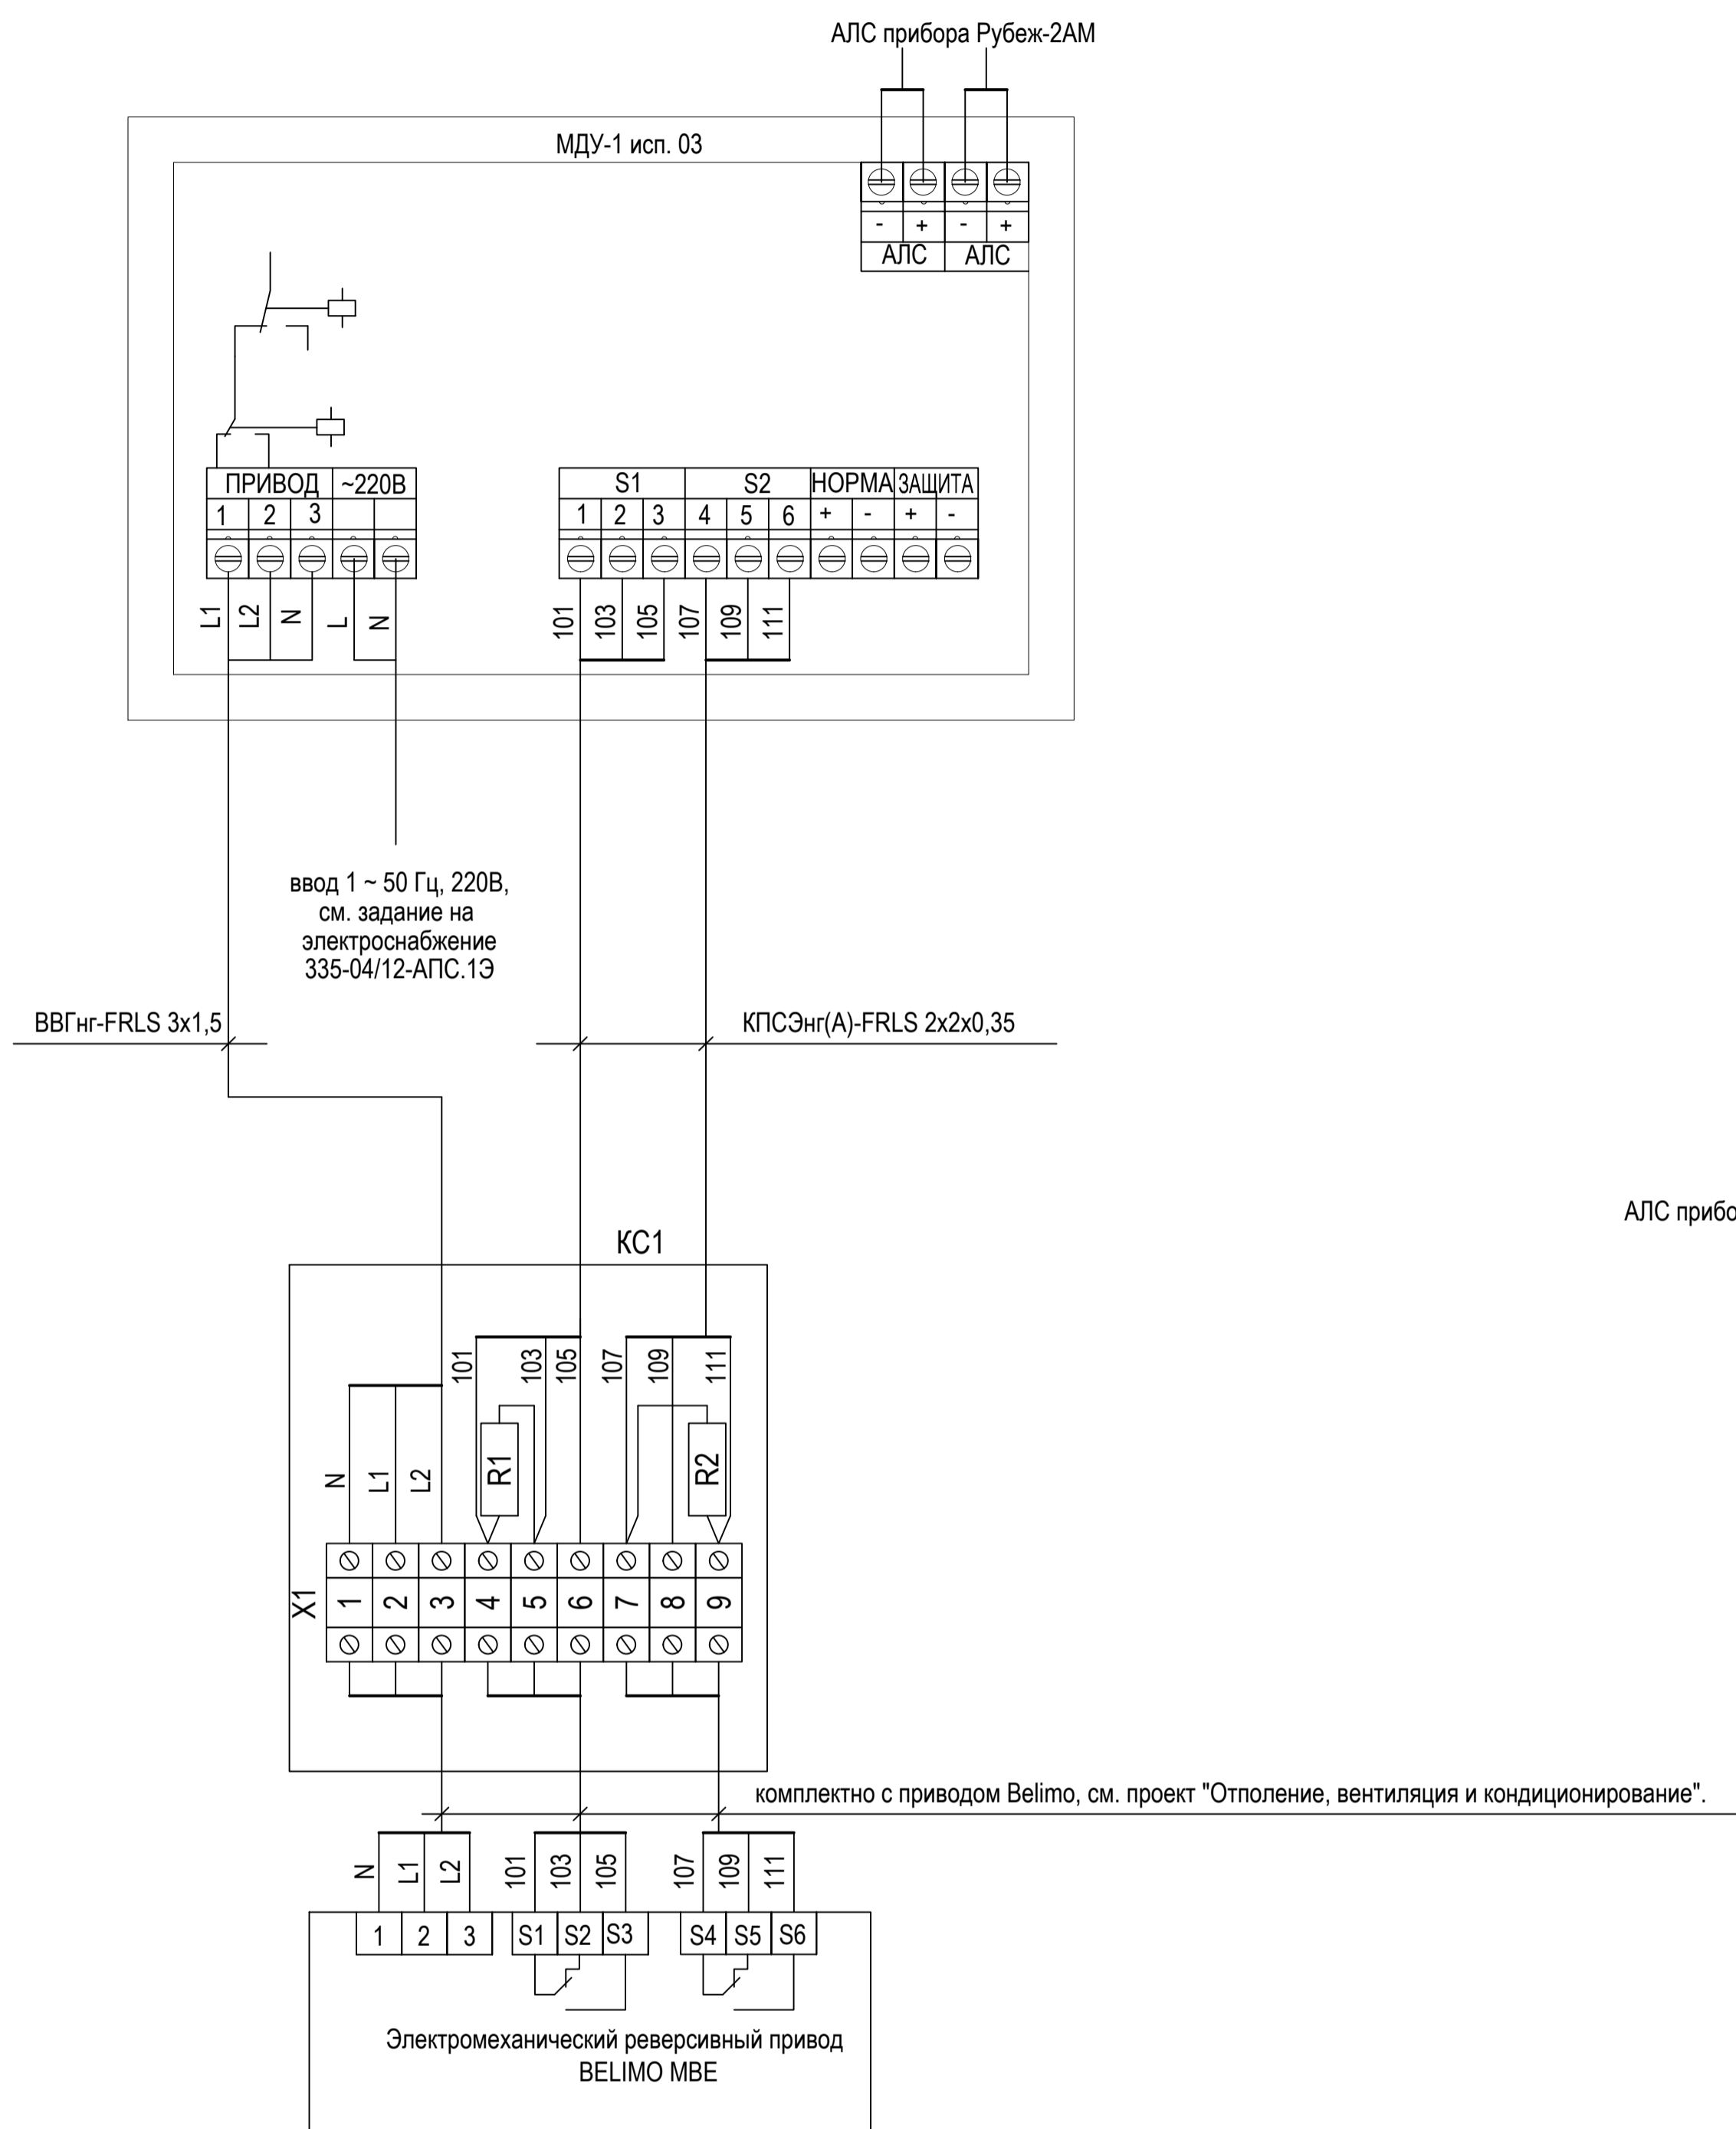 АЛС прибора Рубеж-2АМ
МДУ-1 исп. 03
- + - +
АЛС АЛС
ПРИВОД ~220В
1 2 3
S1 S2 НОРМА ЗАЩИТА
1 2 3 4 5 6 + - + -
L1 L2 N L N
101 103 105 107 109 111
ввод 1 ~ 50 Гц, 220В,
см. задание на
электроснабжение
335-04/12-АПС.1Э
ВВГнг-FRLS 3х1,5
КПСЭнг(А)-FRLS 2х2х0,35
АЛС прибо
КС1
101 103 105 107 109 111
N L1 L2
R1 R2
X1
1 2 3 4 5 6 7 8 9
комплектно с приводом Belimo, см. проект "Отполение, вентиляция и кондиционирование".
N L1 L2 101 103 105 107 109 111
1 2 3 S1 S2 S3 S4 S5 S6
Электромеханический реверсивный привод
BELIMO MBE